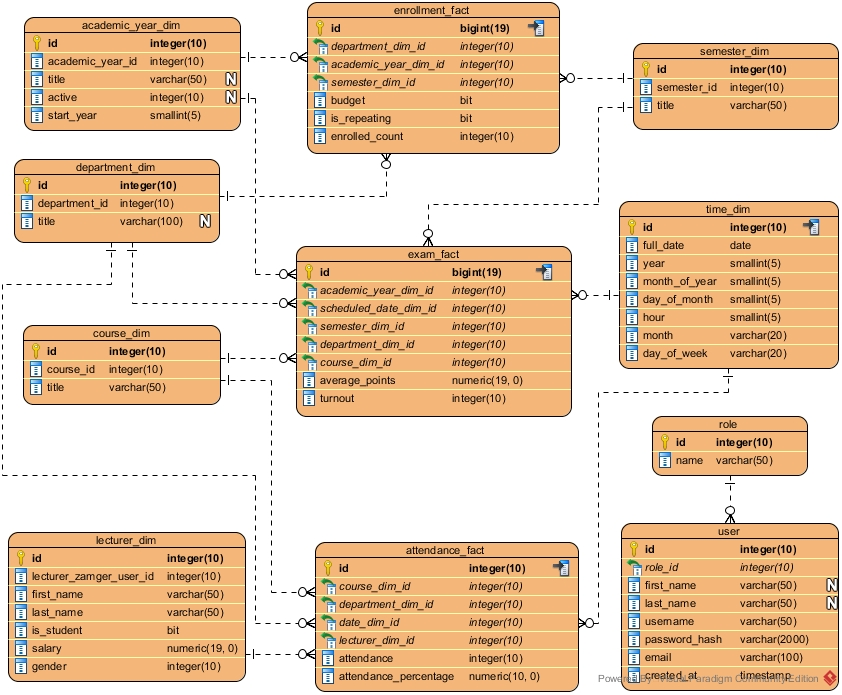 academic_year_dim
id integer(10)
academic_year_id integer(10)
title varchar(50) N
active integer(10) N
start_year smallint(5)
enrollment_fact
id bigint(19)
department_dim_id integer(10)
academic_year_dim_id integer(10)
semester_dim_id integer(10)
budget bit
is_repeating bit
enrolled_count integer(10)
semester_dim
id integer(10)
semester_id integer(10)
title varchar(50)
department_dim
id integer(10)
department_id integer(10)
title varchar(100) N
time_dim
id integer(10)
full_date date
year smallint(5)
month_of_year smallint(5)
day_of_month smallint(5)
hour smallint(5)
month varchar(20)
day_of_week varchar(20)
exam_fact
id bigint(19)
academic_year_dim_id integer(10)
scheduled_date_dim_id integer(10)
semester_dim_id integer(10)
department_dim_id integer(10)
course_dim_id integer(10)
average_points numeric(19, 0)
turnout integer(10)
course_dim
id integer(10)
course_id integer(10)
title varchar(50)
role
id integer(10)
name varchar(50)
lecturer_dim
id integer(10)
lecturer_zamger_user_id integer(10)
first_name varchar(50)
last_name varchar(50)
is_student bit
salary numeric(19, 0)
gender integer(10)
attendance_fact
id integer(10)
course_dim_id integer(10)
department_dim_id integer(10)
date_dim_id integer(10)
lecturer_dim_id integer(10)
attendance integer(10)
attendance_percentage numeric(10, 0)
user
id integer(10)
role_id integer(10)
first_name varchar(50) N
last_name varchar(50) N
username varchar(50)
password_hash varchar(2000)
email varchar(100)
created_at timestamp
Powered By Visual Paradigm Community Edition